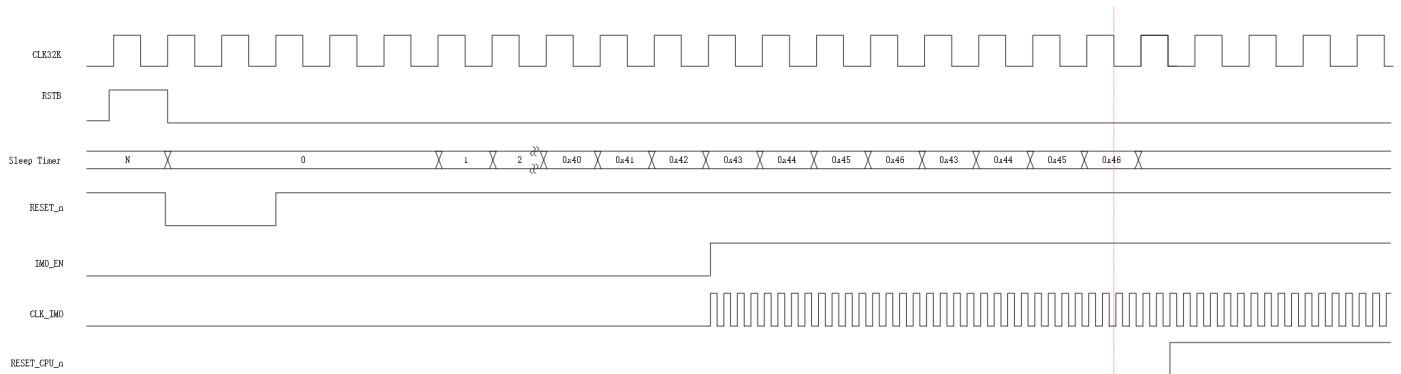 CLK32K
RSTB
Sleep Timer N 0 1 2 0x40 0x41 0x42 0x43 0x44 0x45 0x46 0x43 0x44 0x45 0x46
RESET_n
IMO_EN
CLK_IMO
RESET_CPU_n